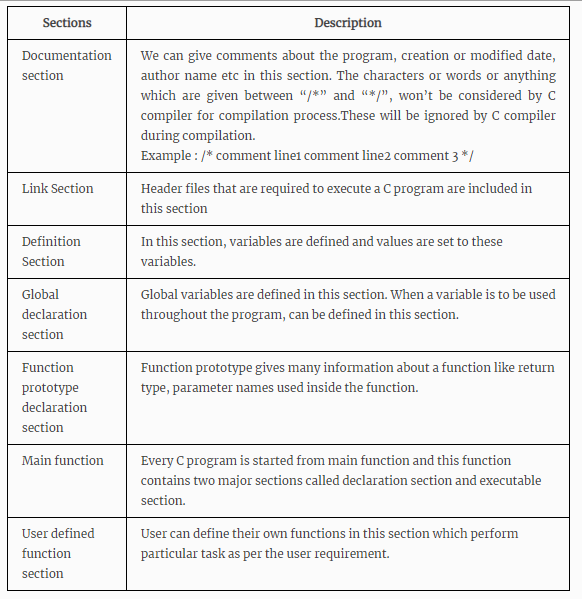 Sections Description
Documentation section
We can give comments about the program, creation or modified date,
author name etc in this section. The characters or words or anything
which are given between “/*” and “*/”, won’t be considered by C
compiler for compilation process.These will be ignored by C compiler
during compilation.
Example : /* comment line1 comment line2 comment 3 */
Link Section
Header files that are required to execute a C program are included in
this section
Definition
Section
In this section, variables are defined and values are set to these
variables.
Global
declaration
section
Global variables are defined in this section. When a variable is to be used
throughout the program, can be defined in this section.
Function
prototype
declaration
section
Function prototype gives many information about a function like return
type, parameter names used inside the function.
Main function
Every C program is started from main function and this function
contains two major sections called declaration section and executable
section.
User defined
function
section
User can define their own functions in this section which perform
particular task as per the user requirement.